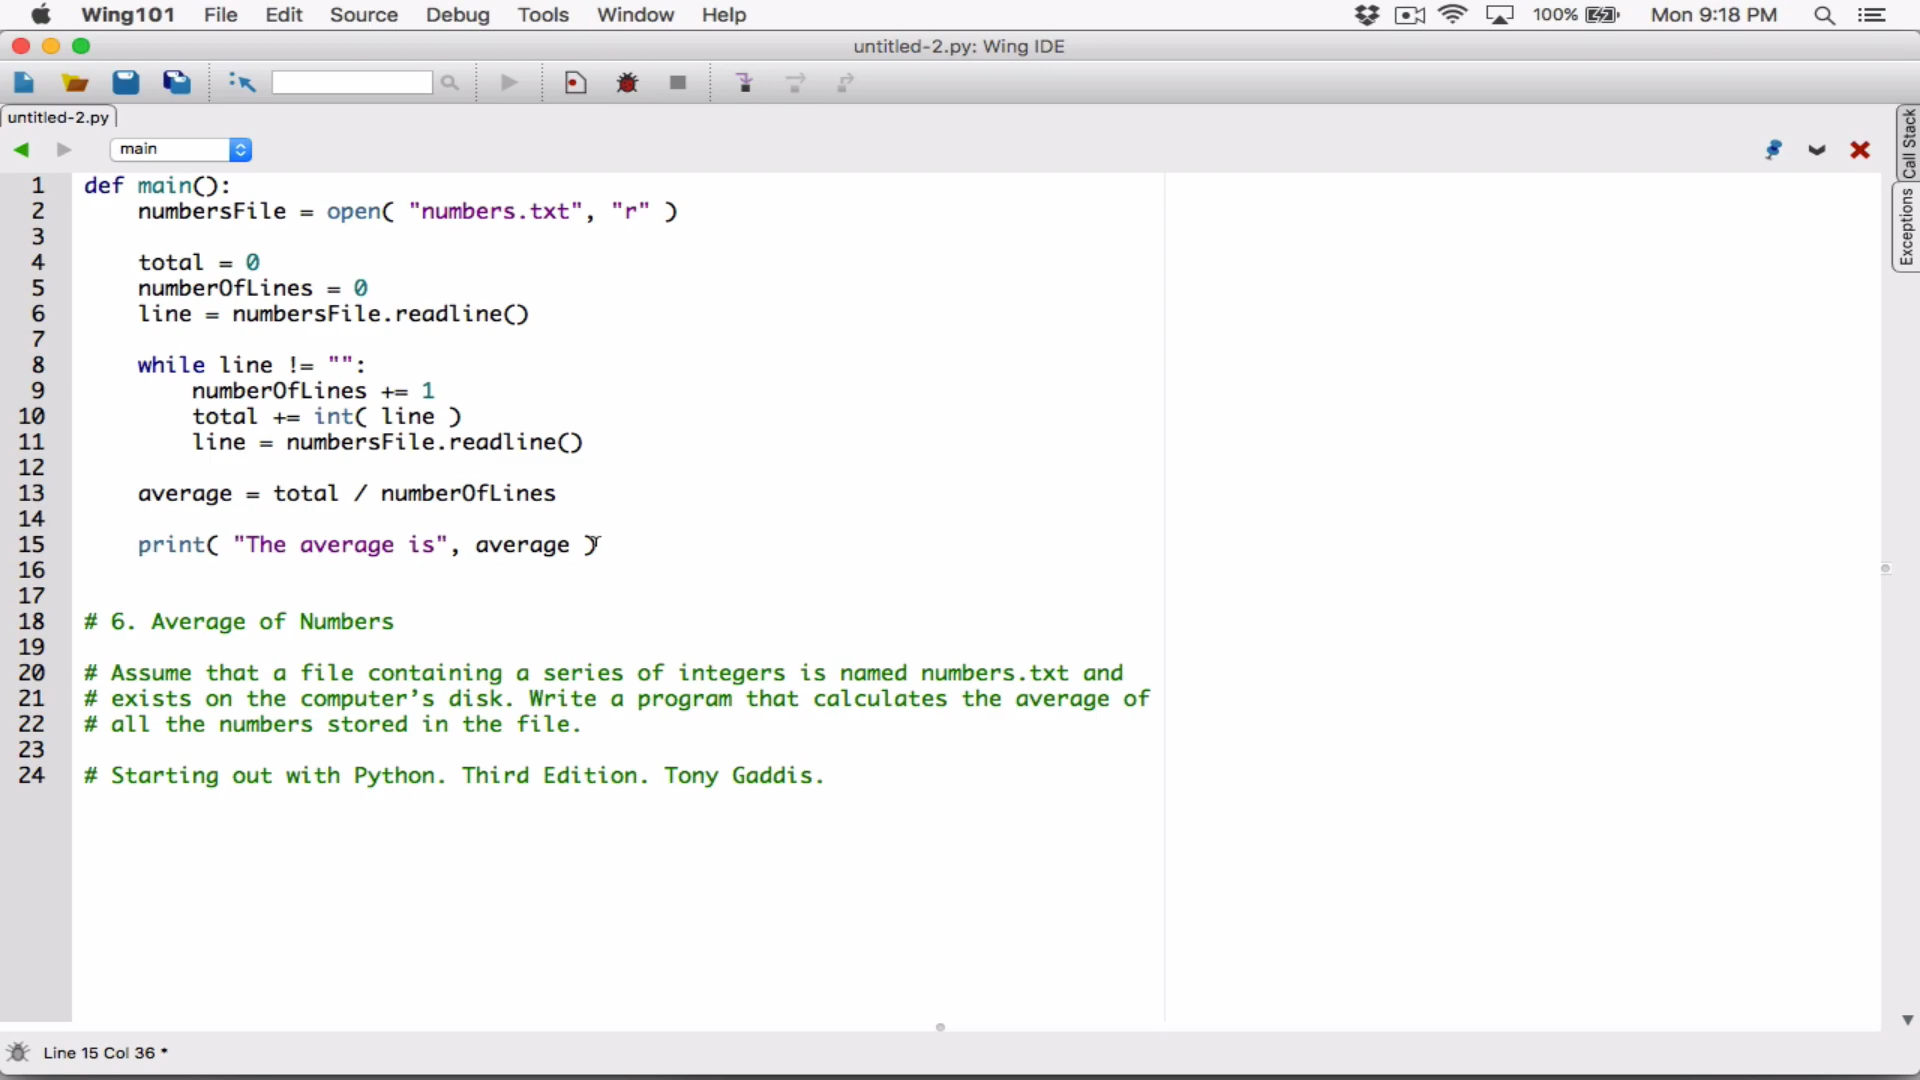 Wing101 File Edit Source Debug Tools Window Help 100% Mon 9:18 PM
untitled-2.py: Wing IDE
untitled-2.py
main
Call Stack
Exceptions
1 def main():
2     numbersFile = open( "numbers.txt", "r" )
3
4     total = 0
5     numberOfLines = 0
6     line = numbersFile.readline()
7
8     while line != "":
9         numberOfLines += 1
10         total += int( line )
11         line = numbersFile.readline()
12
13     average = total / numberOfLines
14
15     print( "The average is", average )
16
17
18 # 6. Average of Numbers
19
20 # Assume that a file containing a series of integers is named numbers.txt and
21 # exists on the computer’s disk. Write a program that calculates the average of
22 # all the numbers stored in the file.
23
24 # Starting out with Python. Third Edition. Tony Gaddis.
Line 15 Col 36 *